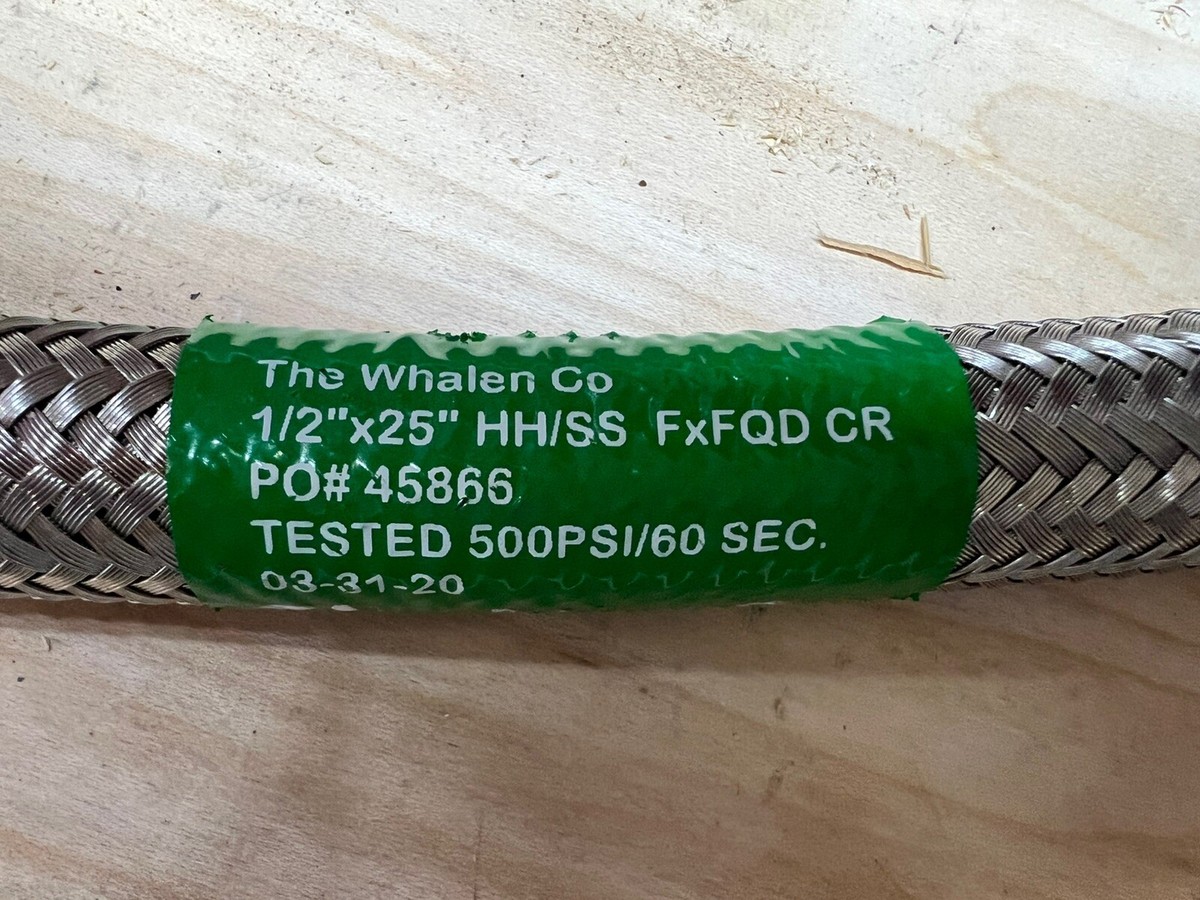 The Whalen Co
1/2"x25" HH/SS FxFQD CR
PO# 45866
TESTED 500PSI/60 SEC.
03-31-20